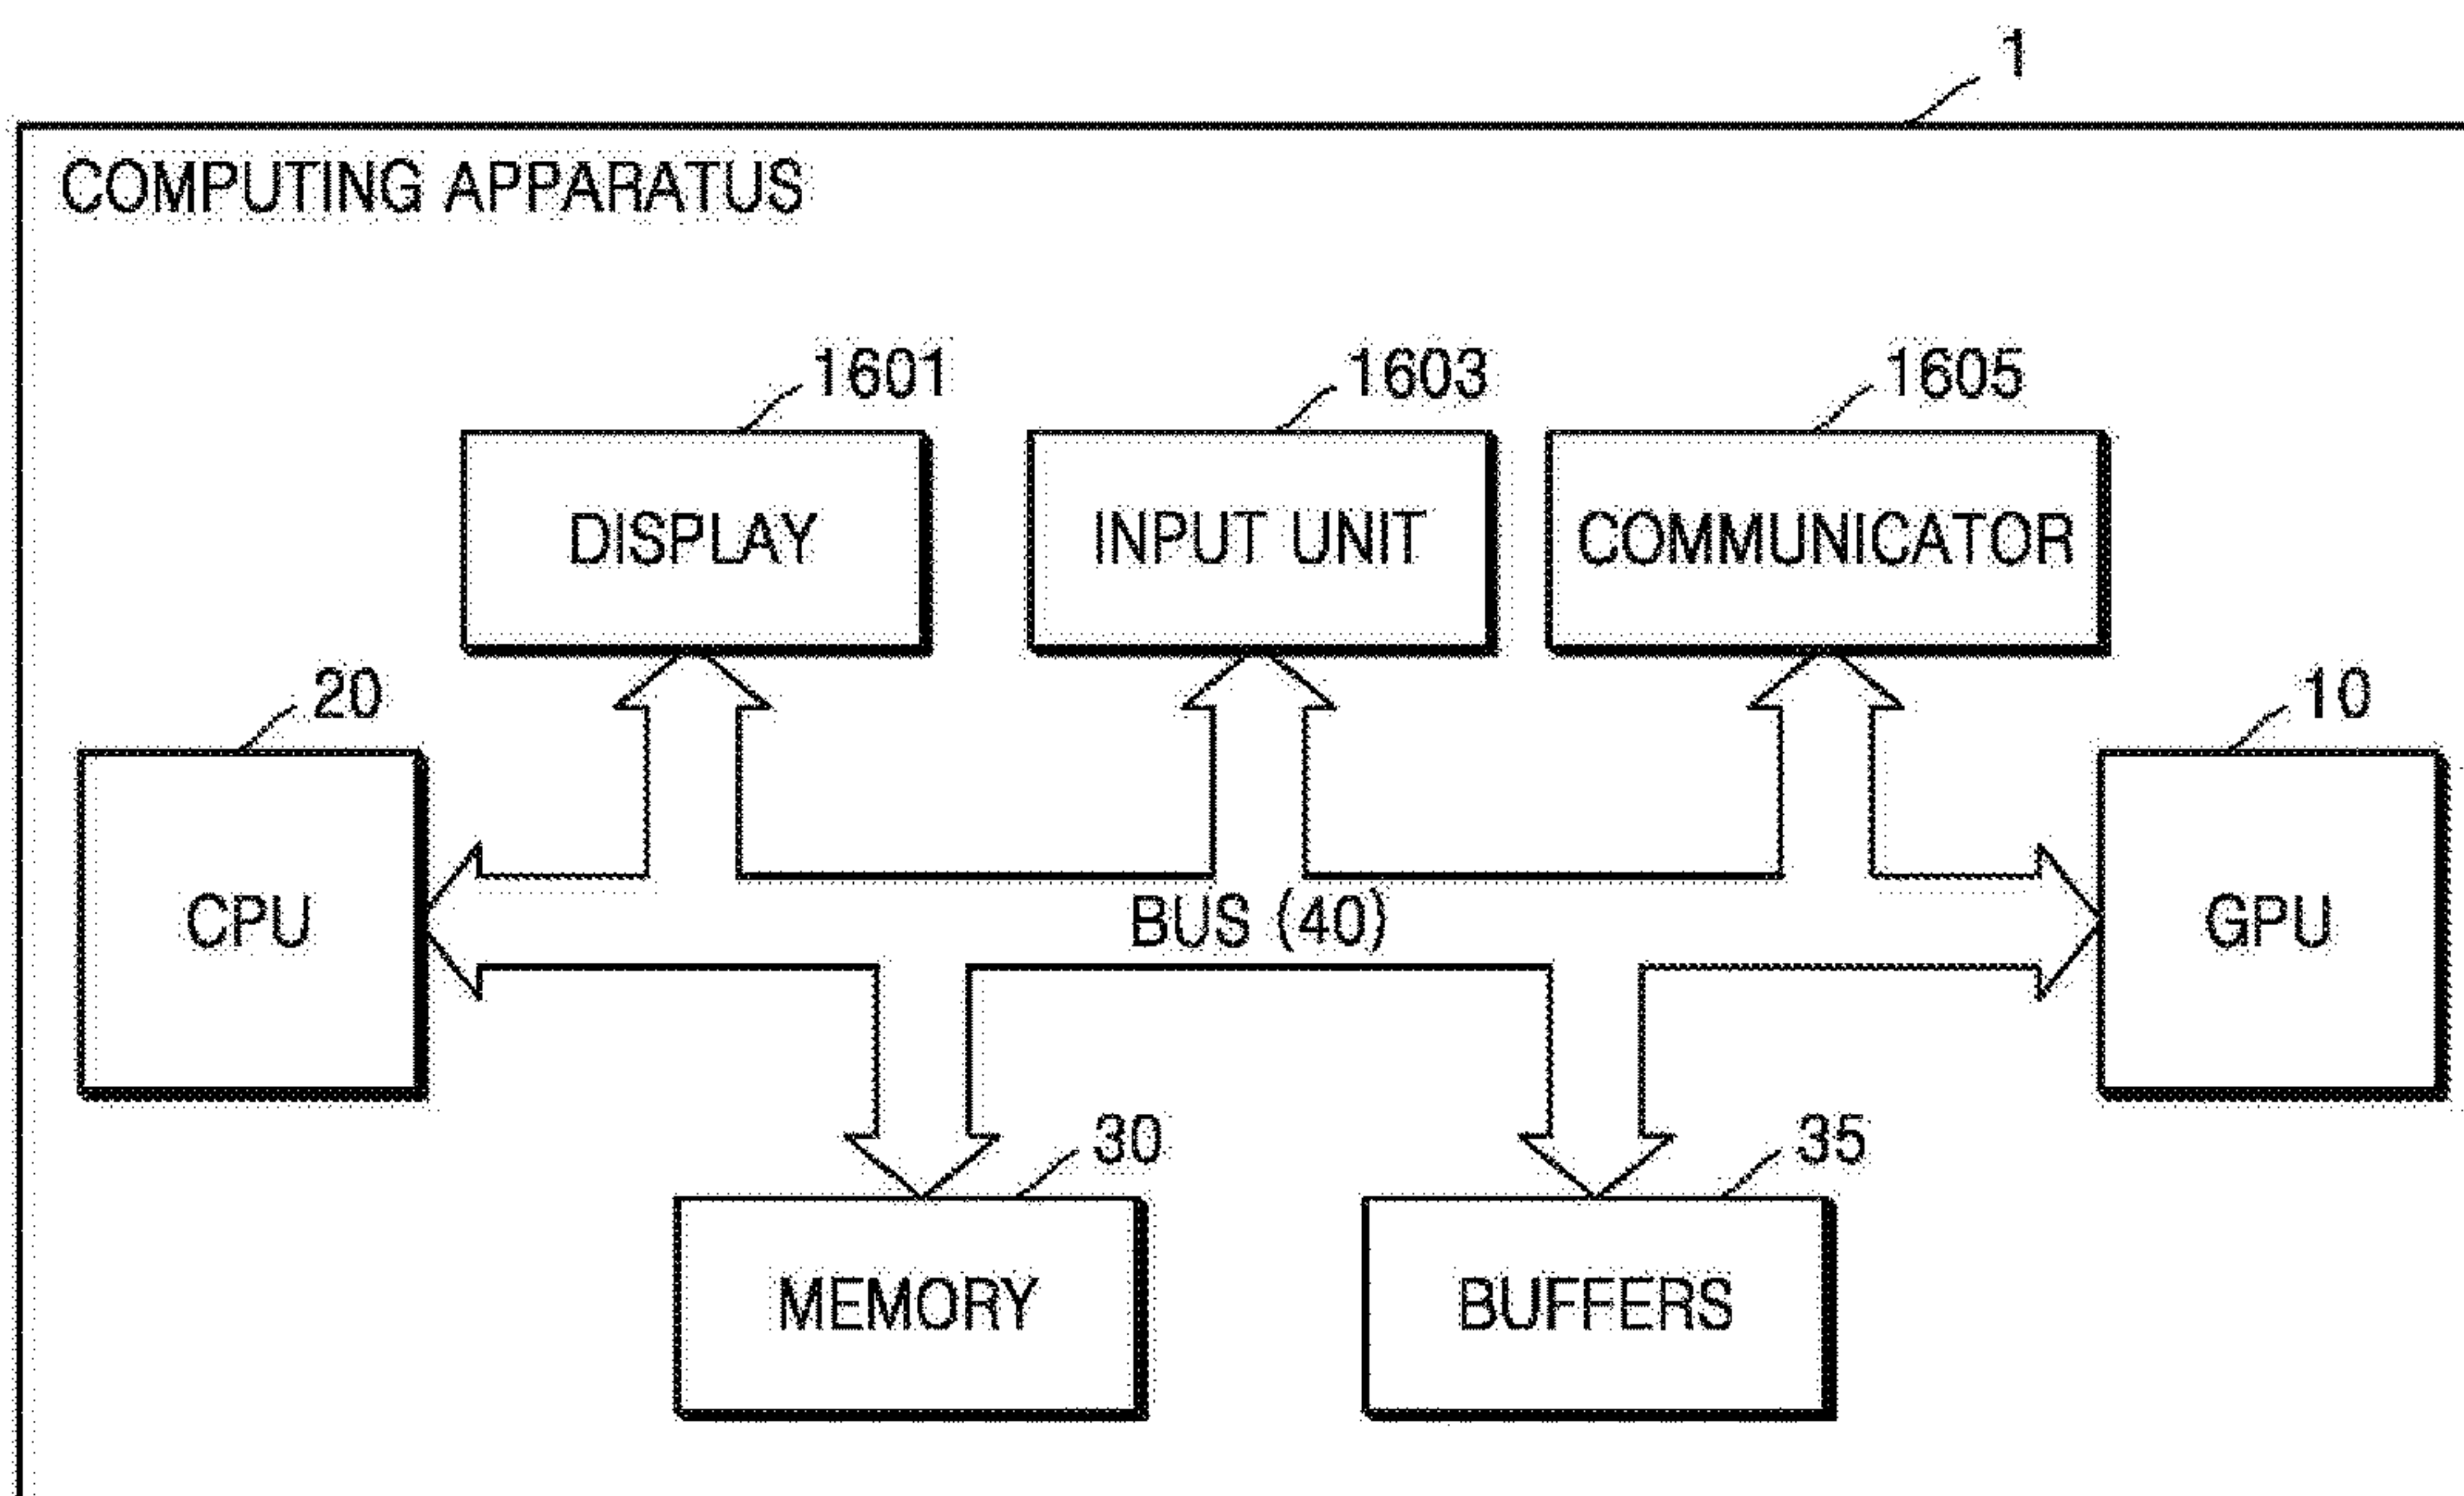 1
COMPUTING APPARATUS
1601
1603
1605
DISPLAY
INPUT UNIT
COMMUNICATOR
20
10
CPU
BUS (40)
GPU
30
35
MEMORY
BUFFERS